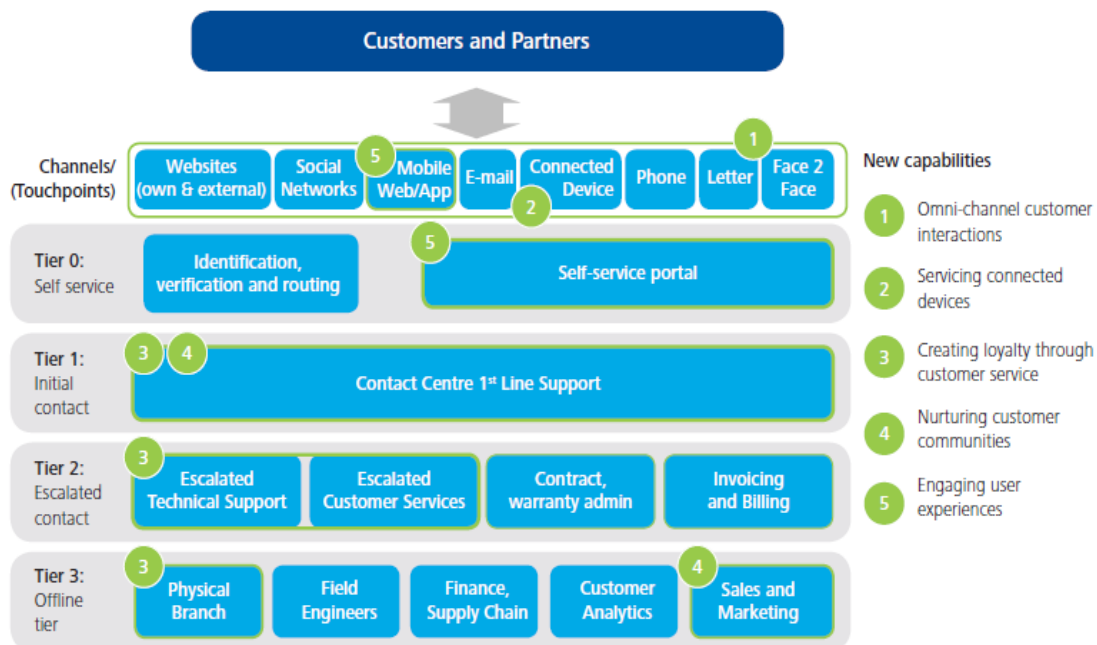 Customers and Partners
Channels/
(Touchpoints)
Websites
(own & external)
Social
Networks
5
Mobile
Web/App
E-mail
Connected
Device
2
Phone
Letter
1
Face 2
Face
New capabilities
1
Omni-channel customer
interactions
2
Servicing connected
devices
3
Creating loyalty through
customer service
4
Nurturing customer
communities
5
Engaging user
experiences
Tier 0:
Self service
Identification,
verification and routing
5
Self-service portal
Tier 1:
Initial
contact
3
4
Contact Centre 1st Line Support
Tier 2:
Escalated
contact
3
Escalated
Technical Support
Escalated
Customer Services
Contract,
warranty admin
Invoicing
and Billing
Tier 3:
Offline
tier
3
Physical
Branch
Field
Engineers
Finance,
Supply Chain
Customer
Analytics
4
Sales and
Marketing